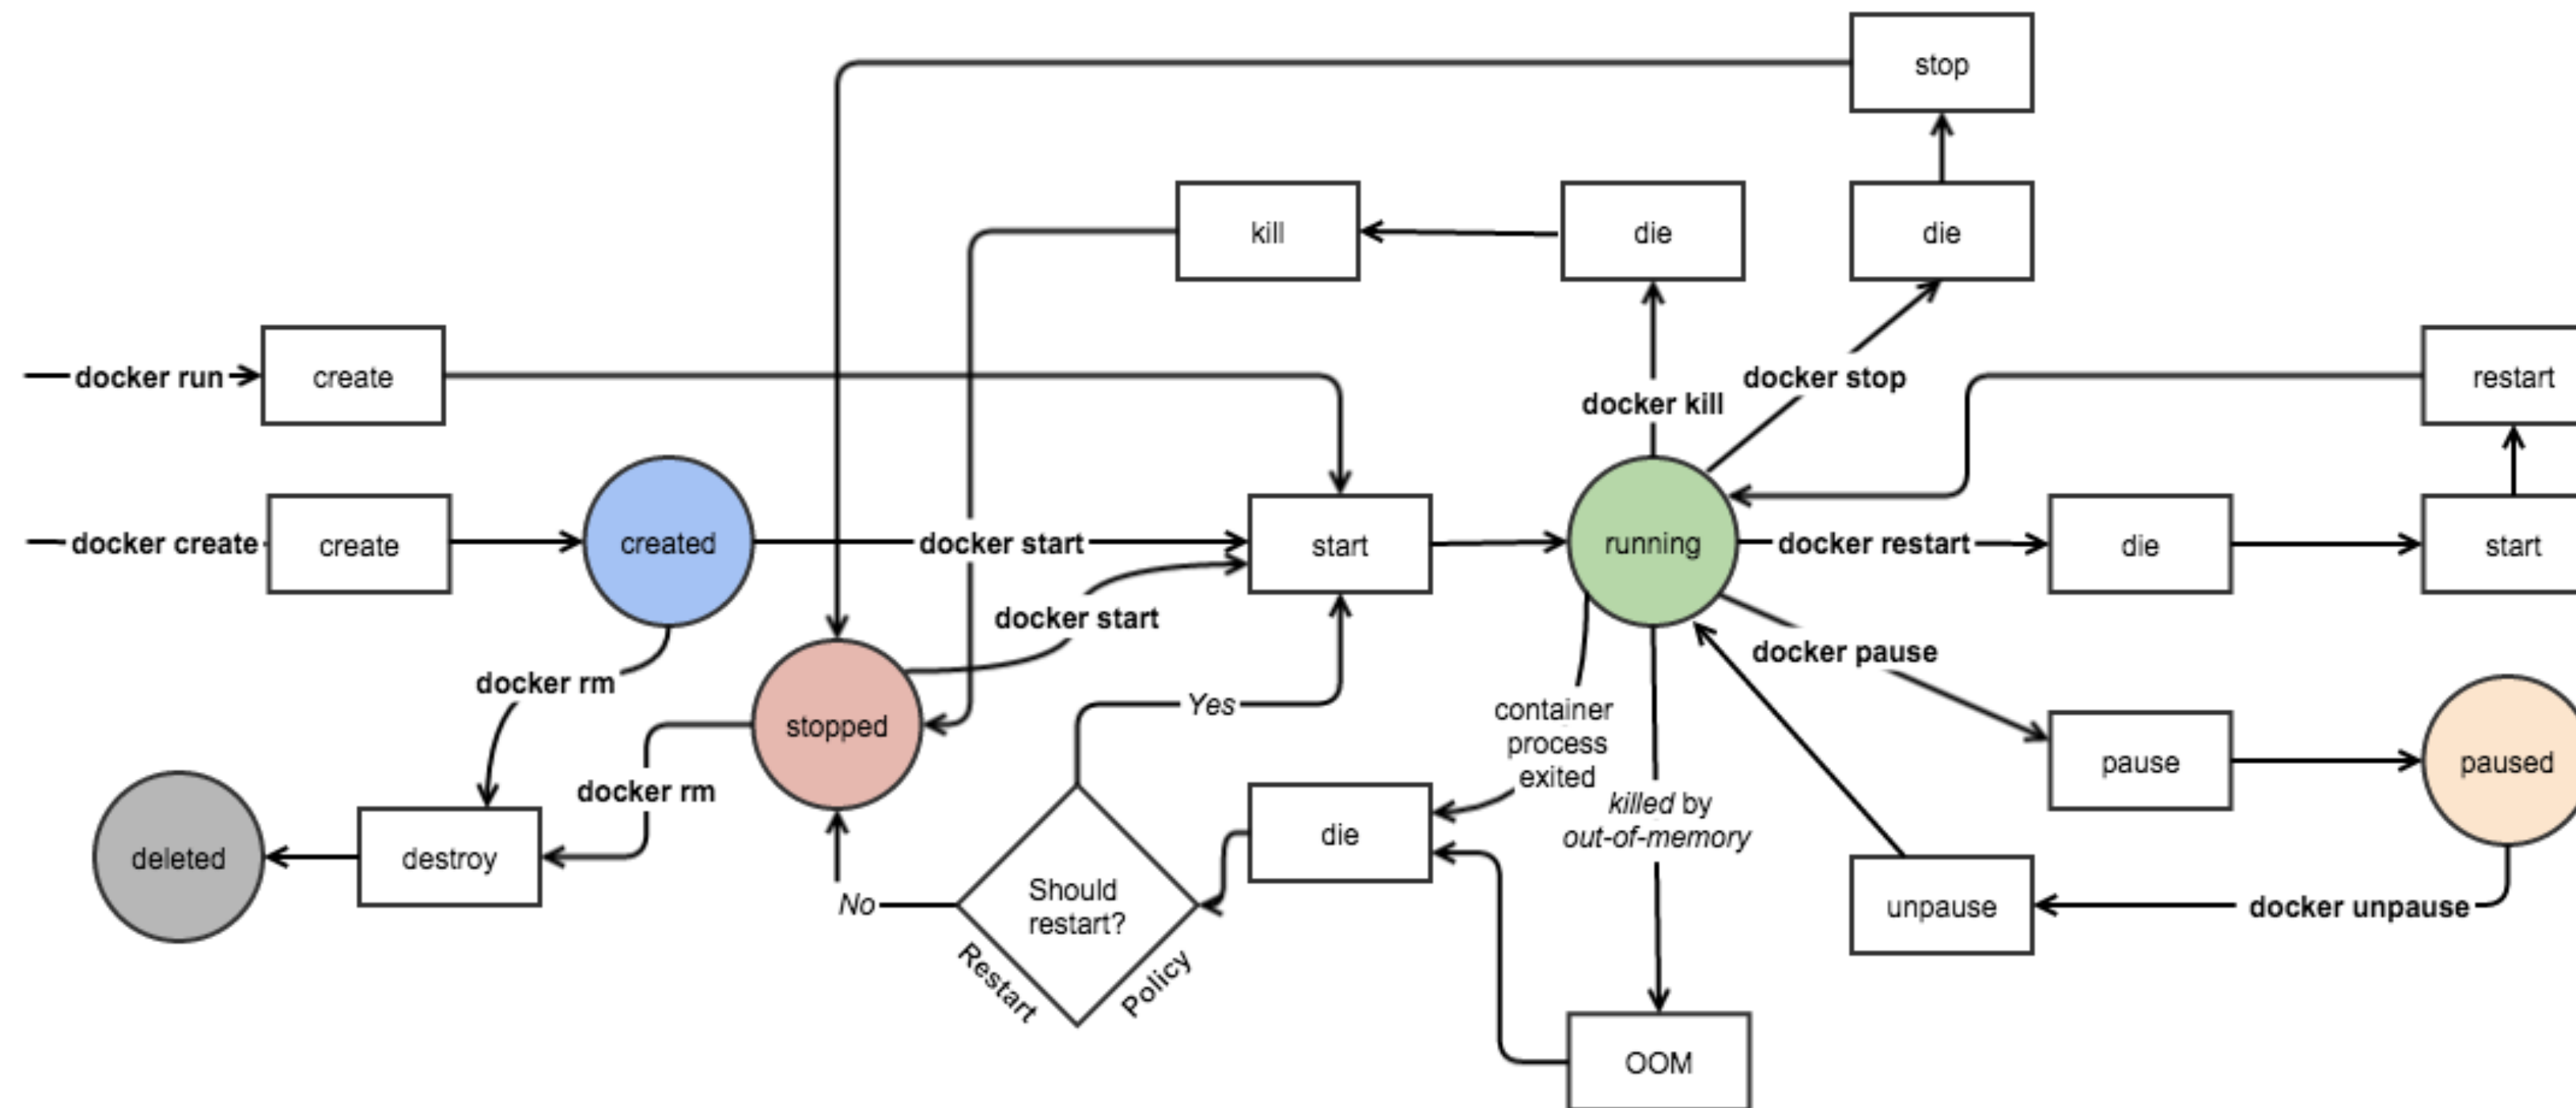 stop
kill
die
die
docker run
create
docker kill
docker stop
restart
docker create
create
created
docker start
start
running
docker restart
die
start
docker start
docker rm
stopped
Yes
container
process
exited
docker pause
pause
paused
docker rm
killed by
out-of-memory
deleted
destroy
die
No
Should
restart?
Restart
Policy
unpause
docker unpause
OOM